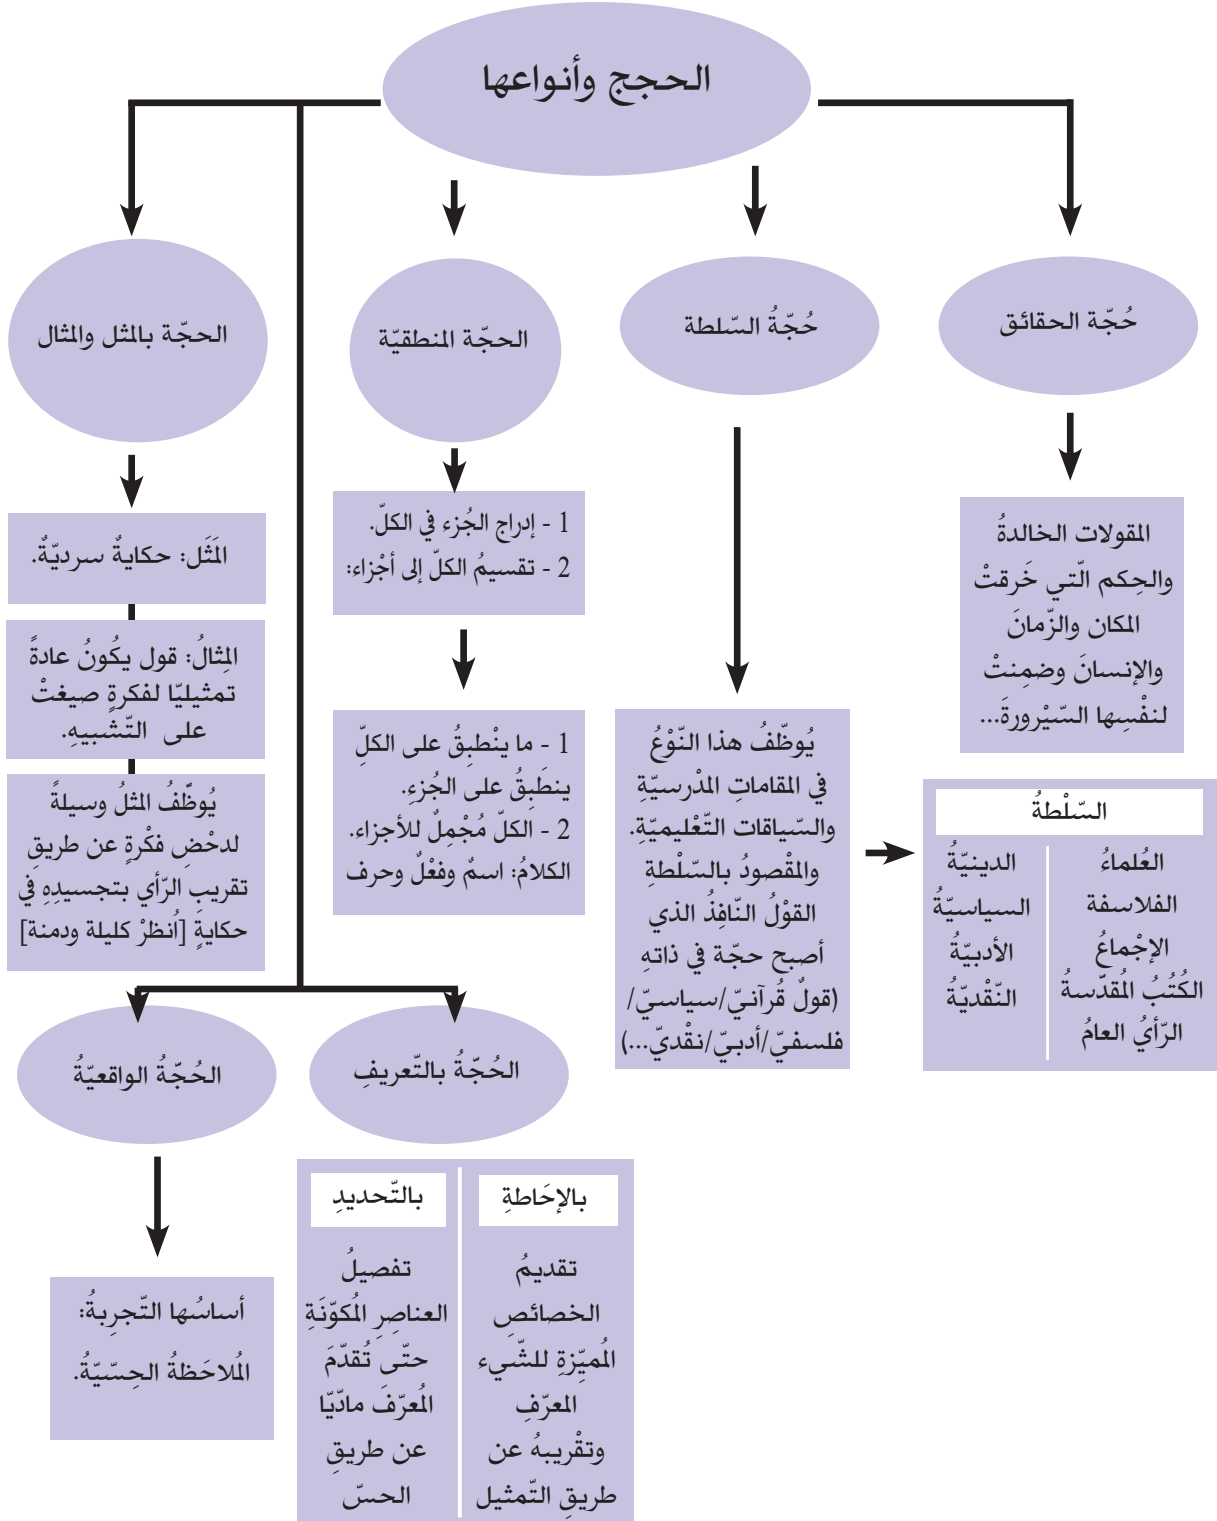 الحجج وأنواعها
حُجّة الحقائق
حُجّةُ السّلطة
الحجّة المنطقيّة
الحجّة بالمثل والمثال
المقولات الخالدةُ
والحِكم الّتي خَرقتْ
المكان والزّمانَ
والإنسانَ وضمِنتْ
لنفْسِها السّيْرورةَ...
يُوظّفُ هذا النّوْعُ
في المقاماتِ المدْرسيّةِ
والسّياقات التّعْليميّةِ.
والمقْصودُ بالسّلْطةِ
القوْلُ النّافِذُ الذي
أصبح حجّة في ذاتهِ
(قولٌ قُرآنيّ/سياسيّ/
فلسفيّ/أدبيّ/نقْديّ...)
السّلْطةُ
العُلماءُ
الفلاسفة
الإجْماعُ
الكُتُبُ المُقدّسةُ
الرّأيُ العامُ
الدينيّةُ
السياسيّةُ
الأدبيّةُ
النّقْديّةُ
1 - إدراج الجُزء في الكلّ.
2 - تقسيمُ الكلّ إلى أجْزاء:
1 - ما ينْطبِقُ على الكلِّ
ينطَبِقُ على الجُزءِ.
2 - الكلّ مُجْمِلٌ للأجزاء.
الكلامُ: اسمٌ وفعْلٌ وحرف
المَثَل: حكايةٌ سرديّةٌ.
المِثالُ: قول يكُونُ عادةً
تمثيليّا لفكرةٍ صيغتْ
على التّشبيهِ.
يُوظّفُ المثلُ وسيلةً
لدحْضِ فكْرةٍ عن طريقِ
تقريبِ الرّأي بتجسيدِهِ في
حكايةٍ [أنظرْ كليلة ودمنة]
الحُجّةُ بالتّعريفِ
الحُجّةُ الواقعيّةُ
بالإحَاطةِ
تقديمُ
الخصائصِ
المُميّزةِ للشّيء
المعرّفِ
وتقْريبهُ عن
طريقِ التّمثيل
بالتّحديدِ
تفصيلُ
العناصِرِ المُكوّنَةِ
حتّى تُقدّمَ
المُعرّفَ مادّيّا
عن طريقِ
الحسّ
أساسُها التّجرِبةُ:
المُلاحَظةُ الحِسّيّةُ.